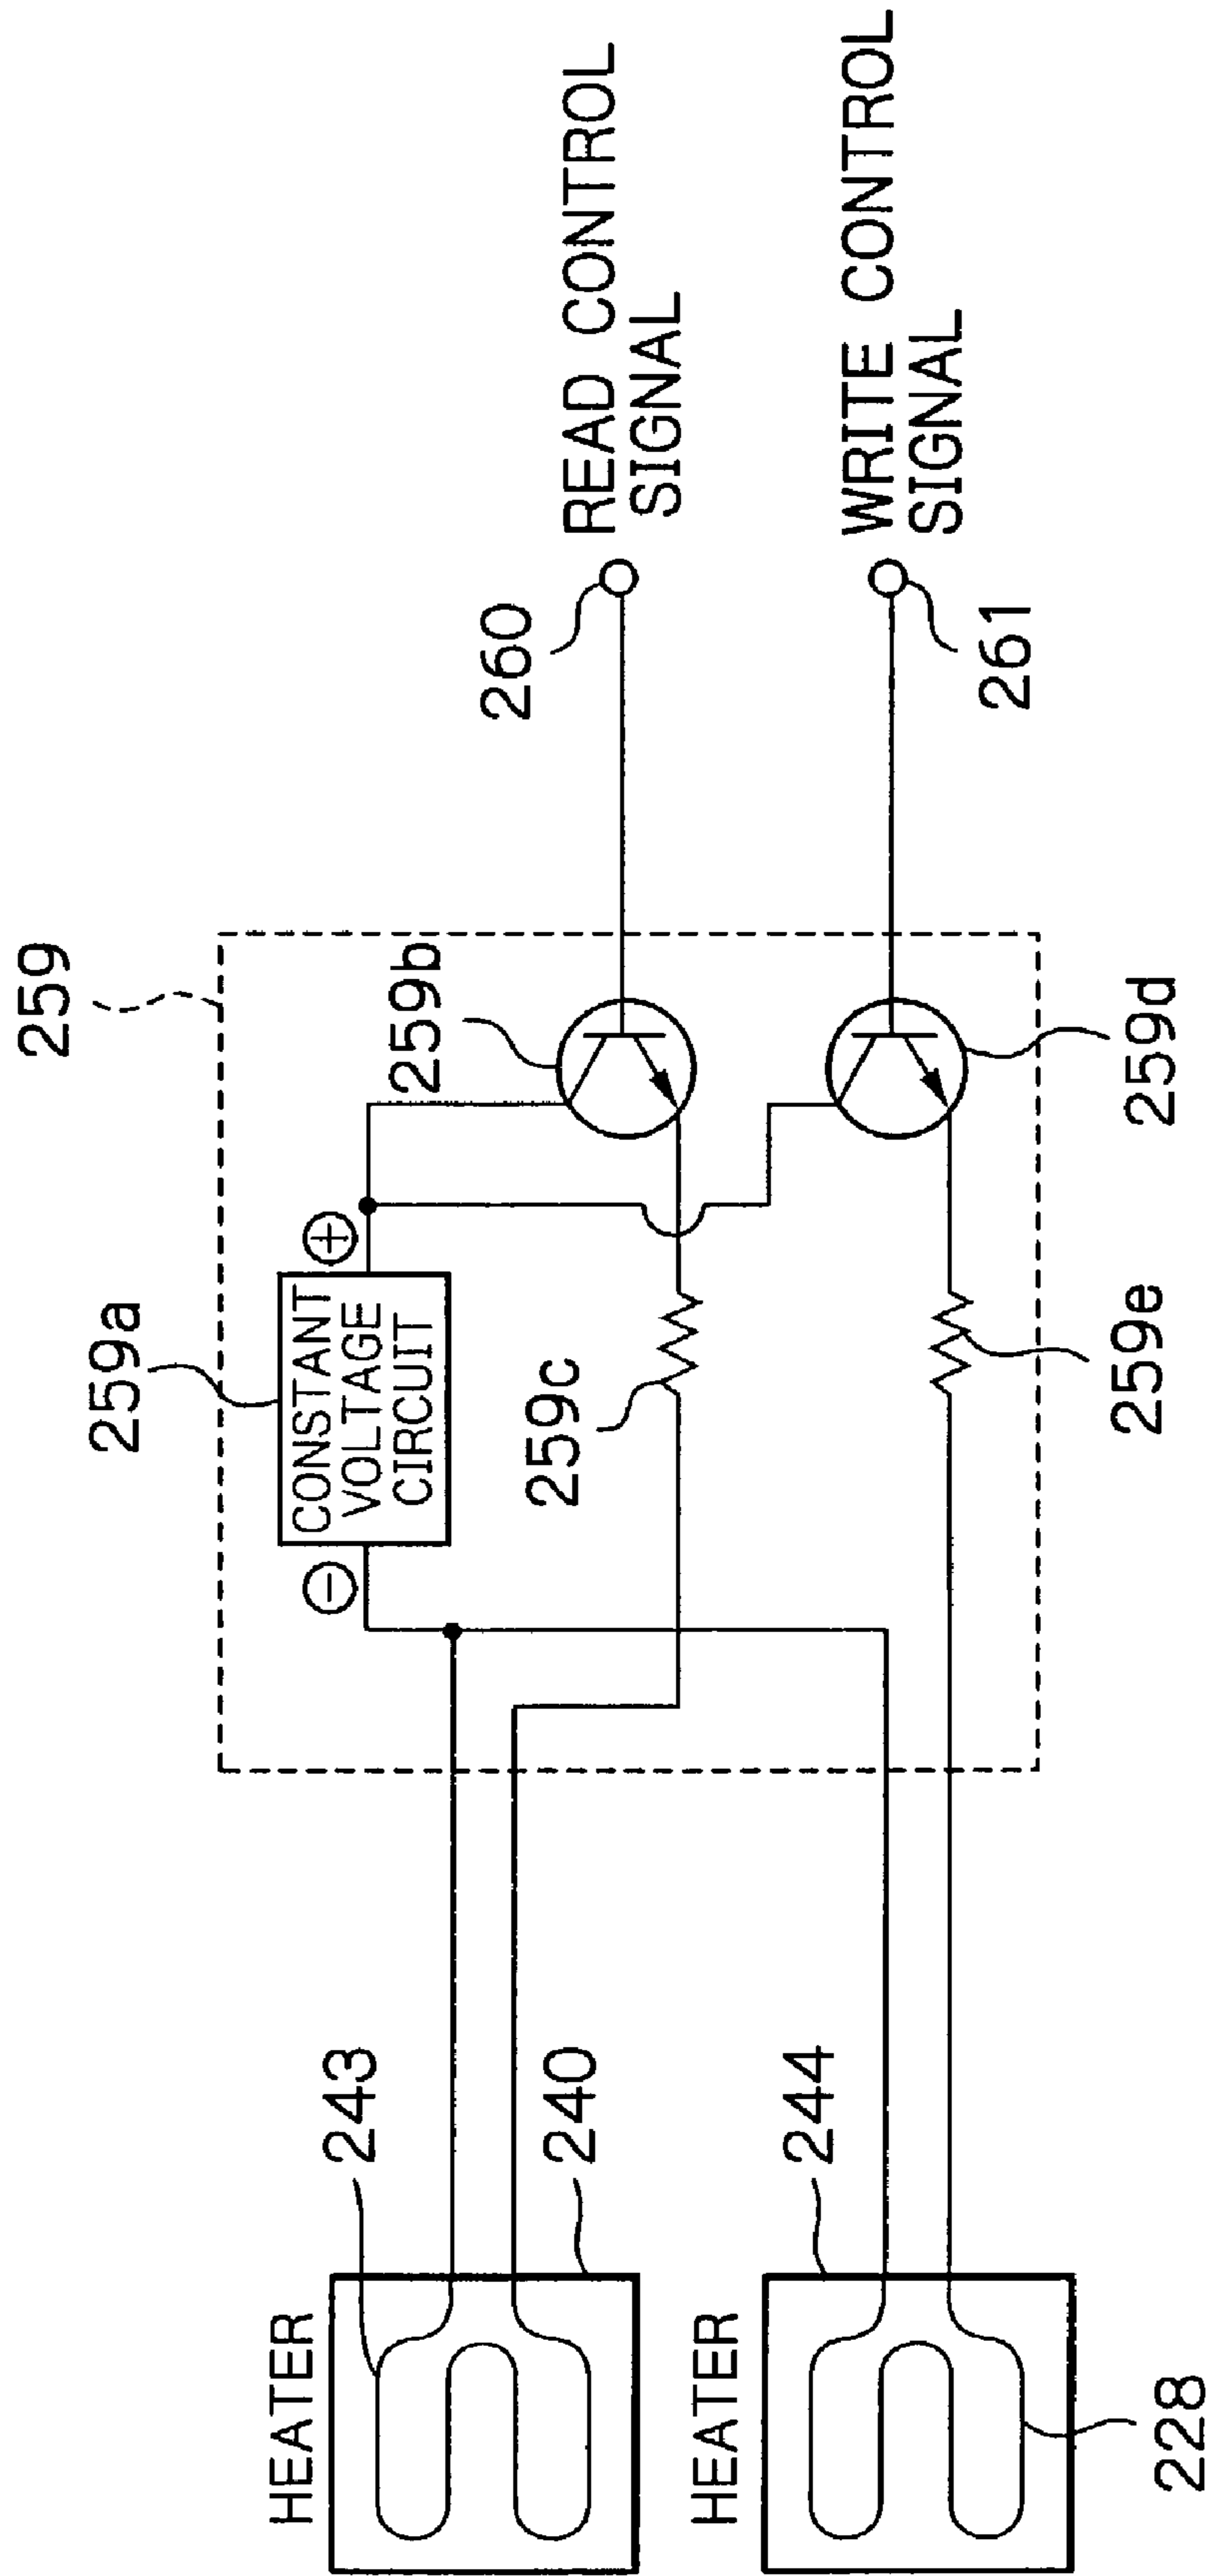 259
259a
HEATER
243
⊖
CONSTANT
VOLTAGE
CIRCUIT
⊕
259b
260
259c
240
READ CONTROL
SIGNAL
HEATER
244
WRITE CONTROL
SIGNAL
261
259e
259d
228